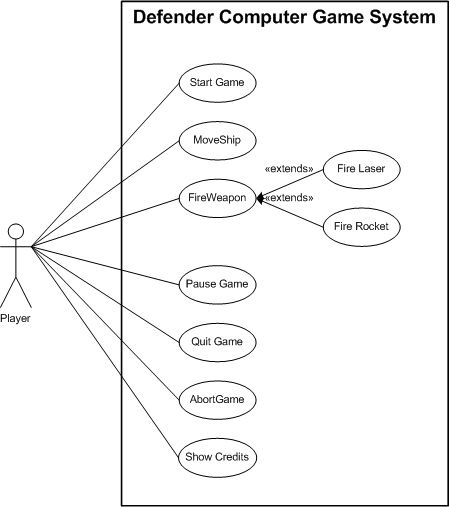 Defender Computer Game System
Start Game
MoveShip
«extends»
Fire Laser
FireWeapon
«extends»
Fire Rocket
Player
Pause Game
Quit Game
AbortGame
Show Credits